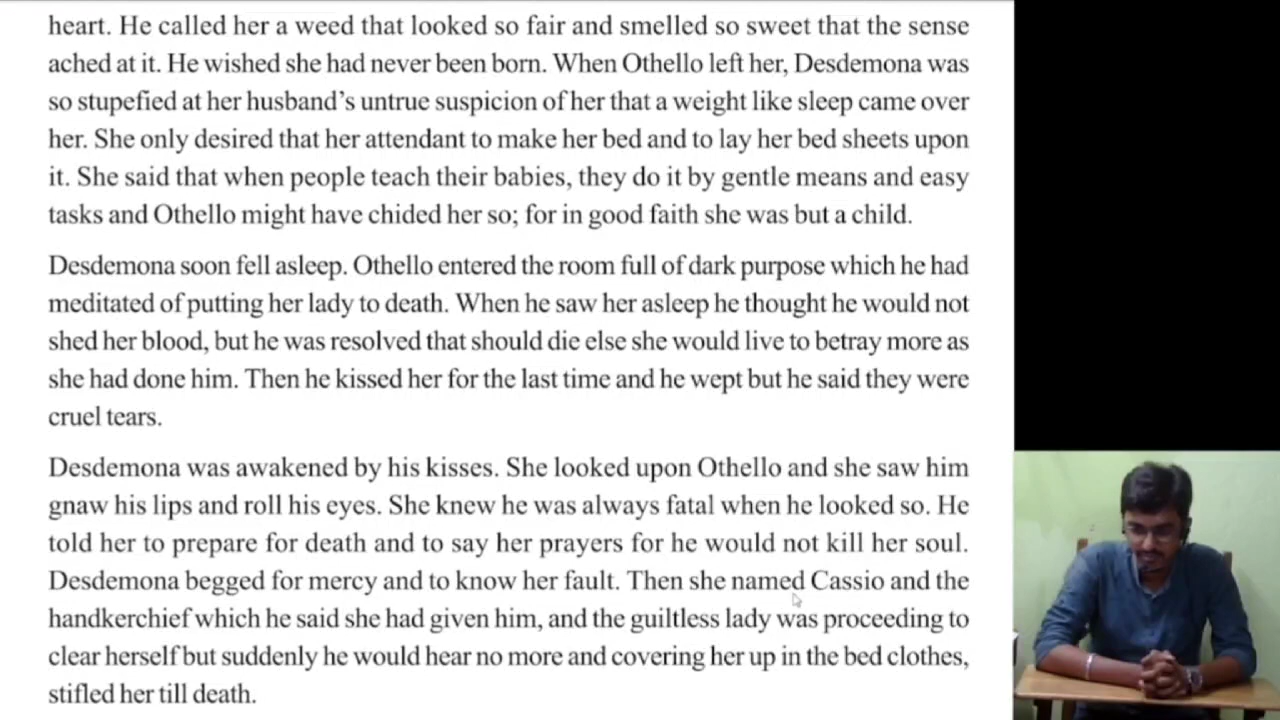 heart. He called her a weed that looked so fair and smelled so sweet that the sense
ached at it. He wished she had never been born. When Othello left her, Desdemona was
so stupefied at her husband’s untrue suspicion of her that a weight like sleep came over
her. She only desired that her attendant to make her bed and to lay her bed sheets upon
it. She said that when people teach their babies, they do it by gentle means and easy
tasks and Othello might have chided her so; for in good faith she was but a child.
Desdemona soon fell asleep. Othello entered the room full of dark purpose which he had
meditated of putting her lady to death. When he saw her asleep he thought he would not
shed her blood, but he was resolved that should die else she would live to betray more as
she had done him. Then he kissed her for the last time and he wept but he said they were
cruel tears.
Desdemona was awakened by his kisses. She looked upon Othello and she saw him
gnaw his lips and roll his eyes. She knew he was always fatal when he looked so. He
told her to prepare for death and to say her prayers for he would not kill her soul.
Desdemona begged for mercy and to know her fault. Then she named Cassio and the
handkerchief which he said she had given him, and the guiltless lady was proceeding to
clear herself but suddenly he would hear no more and covering her up in the bed clothes,
stifled her till death.